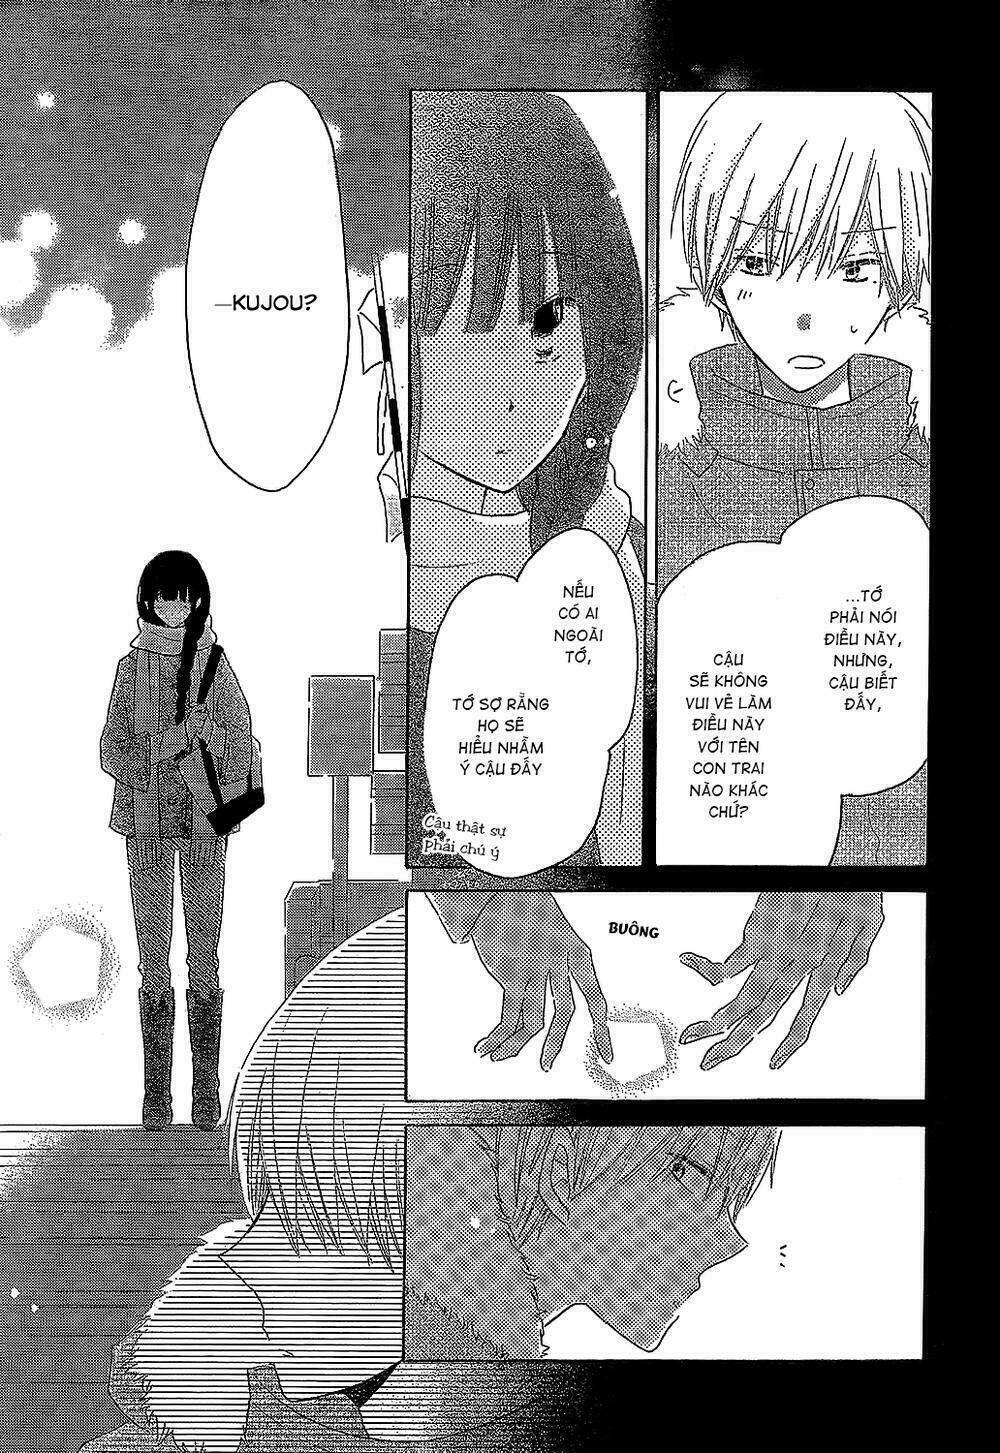 ...TỚ
PHẢI NÓI
ĐIỀU NÀY,
NHƯNG,
CẬU BIẾT
ĐẤY,
CẬU
SẼ KHÔNG
VUI VẺ LÀM
ĐIỀU NÀY
VỚI TÊN
CON TRAI
NÀO KHÁC
CHỨ?
NẾU
CÓ AI
NGOÀI
TỚ,
TỚ SỢ RẰNG
HỌ SẼ
HIỂU NHẦM
Ý CẬU ĐẤY
Cậu thật sự
phải chú ý
BUÔNG
—KUJOU?